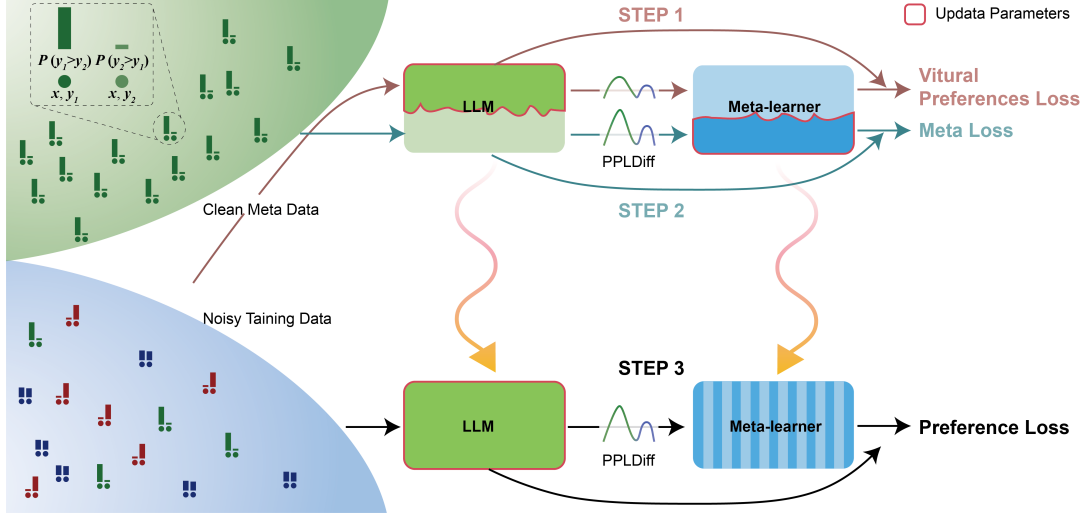 STEP 1
Updata Parameters
P (y1>y2) P (y2>y1)
x, y1 x, y2
LLM
Meta-learner
PPLDiff
Vitural
Preferences Loss
Meta Loss
STEP 2
Clean Meta Data
Noisy Taining Data
STEP 3
LLM
PPLDiff
Meta-learner
Preference Loss